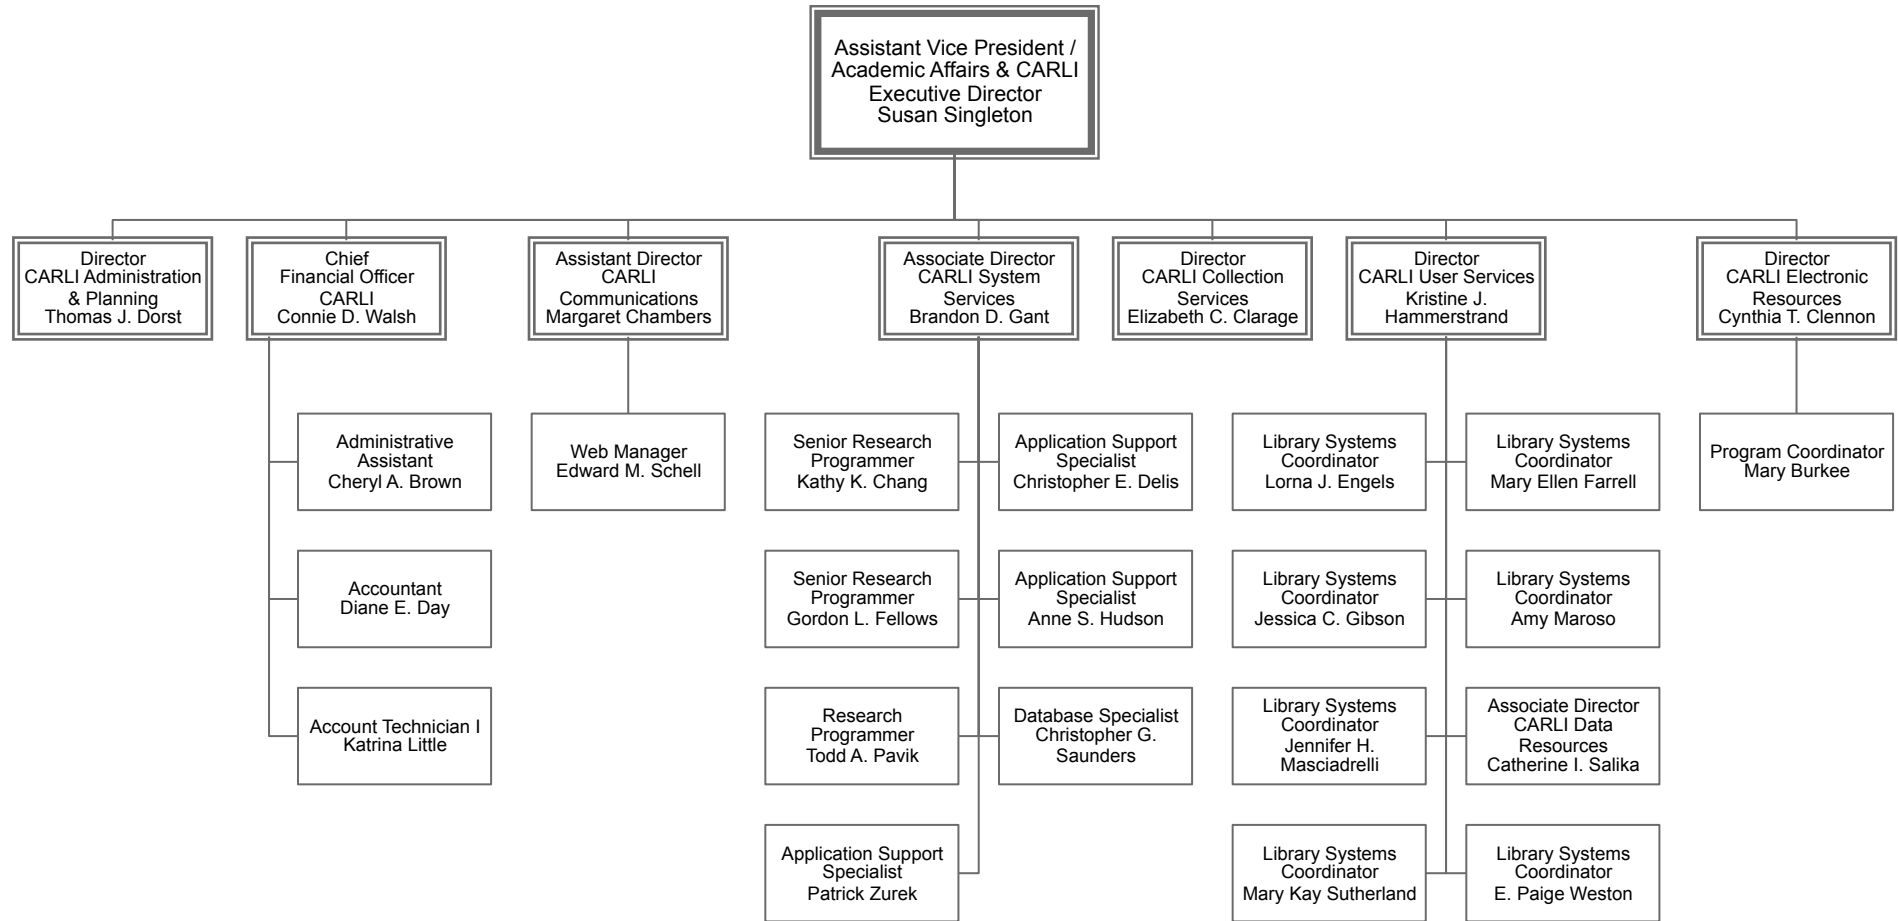 Assistant Vice President /
Academic Affairs & CARLI
Executive Director
Susan Singleton
Director
CARLI Administration
& Planning
Thomas J. Dorst
Chief
Financial Officer
CARLI
Connie D. Walsh
Assistant Director
CARLI
Communications
Margaret Chambers
Associate Director
CARLI System
Services
Brandon D. Gant
Director
CARLI Collection
Services
Elizabeth C. Clarage
Director
CARLI User Services
Kristine J.
Hammerstrand
Director
CARLI Electronic
Resources
Cynthia T. Clennon
Administrative
Assistant
Cheryl A. Brown
Web Manager
Edward M. Schell
Senior Research
Programmer
Kathy K. Chang
Application Support
Specialist
Christopher E. Delis
Library Systems
Coordinator
Lorna J. Engels
Library Systems
Coordinator
Mary Ellen Farrell
Program Coordinator
Mary Burkee
Accountant
Diane E. Day
Senior Research
Programmer
Gordon L. Fellows
Application Support
Specialist
Anne S. Hudson
Library Systems
Coordinator
Jessica C. Gibson
Library Systems
Coordinator
Amy Maroso
Account Technician I
Katrina Little
Research
Programmer
Todd A. Pavik
Database Specialist
Christopher G.
Saunders
Library Systems
Coordinator
Jennifer H.
Masciadrelli
Associate Director
CARLI Data
Resources
Catherine I. Salika
Application Support
Specialist
Patrick Zurek
Library Systems
Coordinator
Mary Kay Sutherland
Library Systems
Coordinator
E. Paige Weston